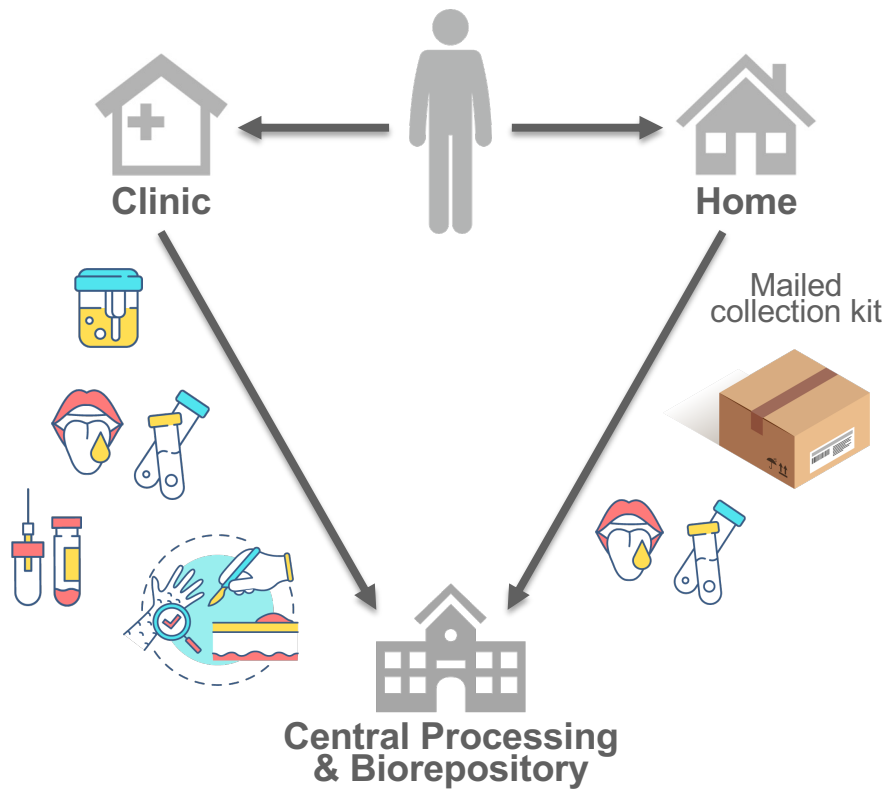 Clinic
Home
Mailed
collection kit
Central Processing
& Biorepository